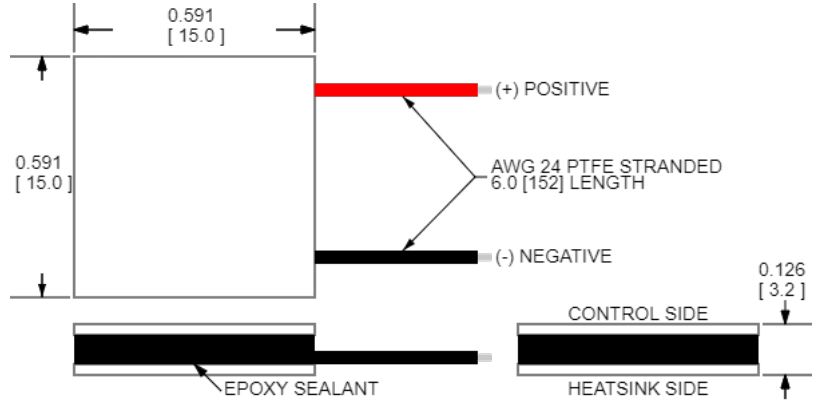 0.591
[ 15.0 ]
(+) POSITIVE
0.591
[ 15.0 ]
AWG 24 PTFE STRANDED
6.0 [152] LENGTH
(-) NEGATIVE
0.126
[ 3.2 ]
CONTROL SIDE
EPOXY SEALANT
HEATSINK SIDE